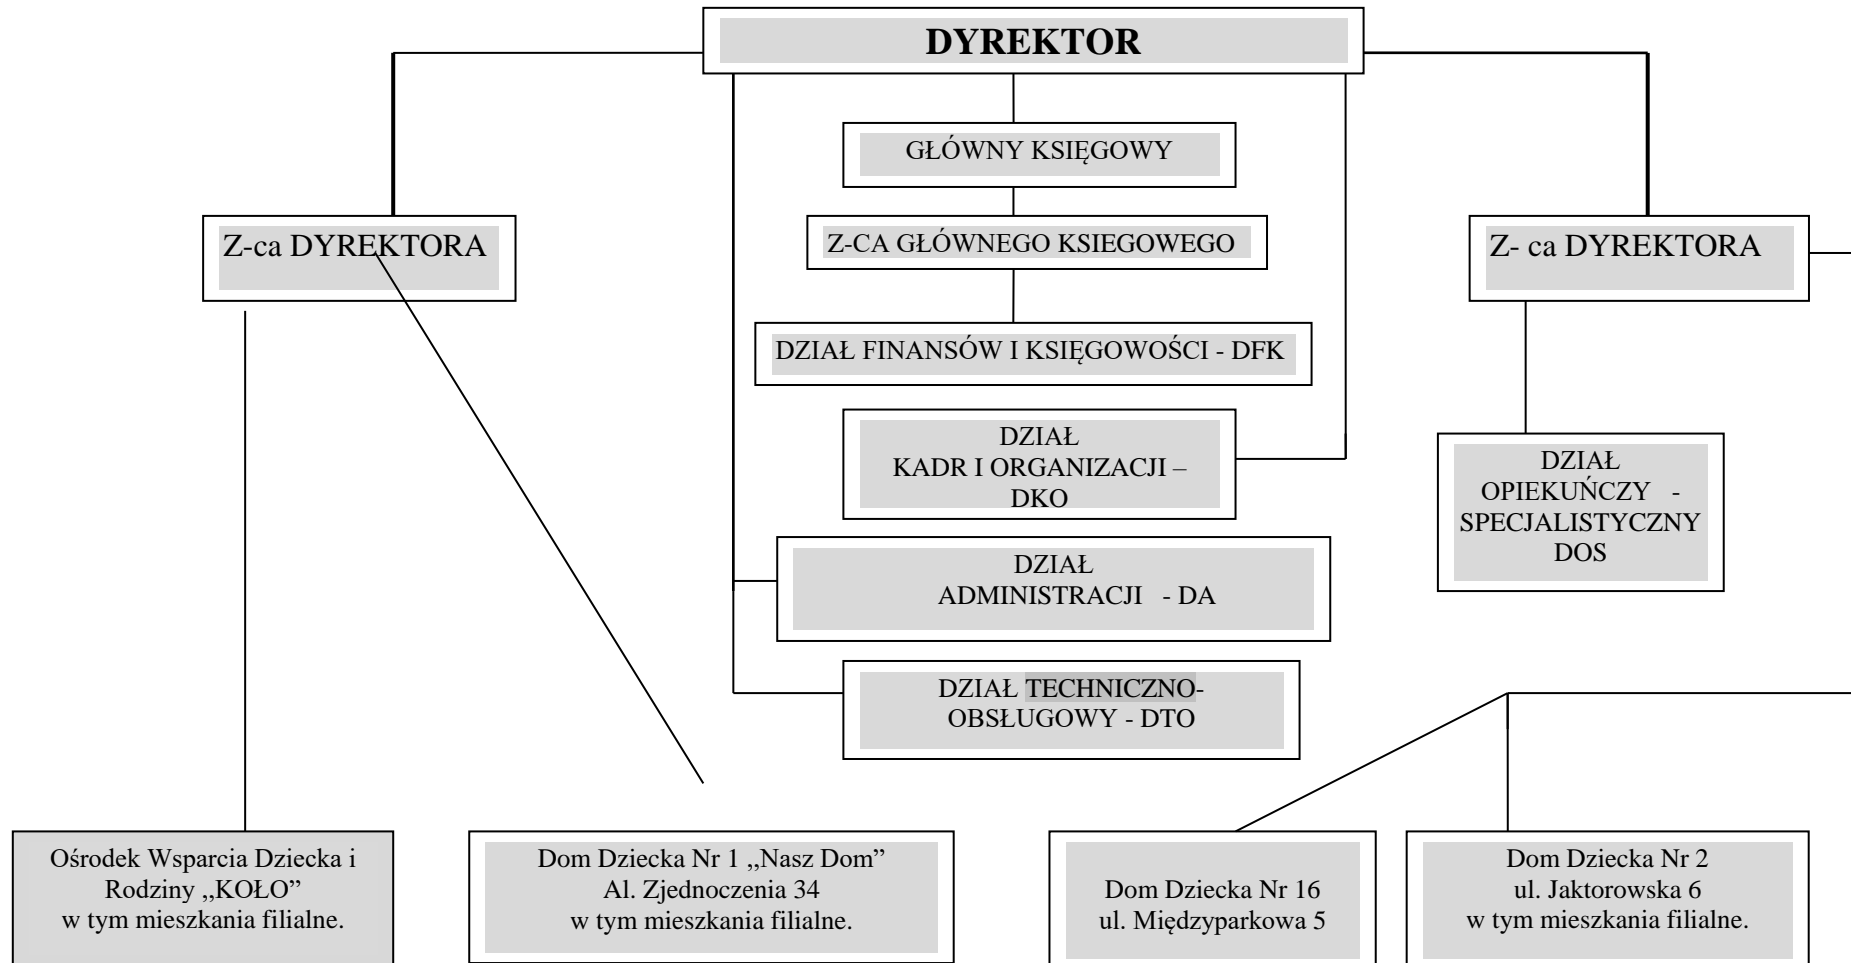 DYREKTOR
GŁÓWNY KSIĘGOWY
Z-ca DYREKTORA
Z-CA GŁÓWNEGO KSIEGOWEGO
Z- ca DYREKTORA
DZIAŁ FINANSÓW I KSIĘGOWOŚCI - DFK
DZIAŁ
KADR I ORGANIZACJI –
DKO
DZIAŁ
OPIEKUŃCZY -
SPECJALISTYCZNY
DOS
DZIAŁ
ADMINISTRACJI - DA
DZIAŁ TECHNICZNO-
OBSŁUGOWY - DTO
Ośrodek Wsparcia Dziecka i
Rodziny „KOŁO”
w tym mieszkania filialne.
Dom Dziecka Nr 1 „Nasz Dom”
Al. Zjednoczenia 34
w tym mieszkania filialne.
Dom Dziecka Nr 16
ul. Międzyparkowa 5
Dom Dziecka Nr 2
ul. Jaktorowska 6
w tym mieszkania filialne.